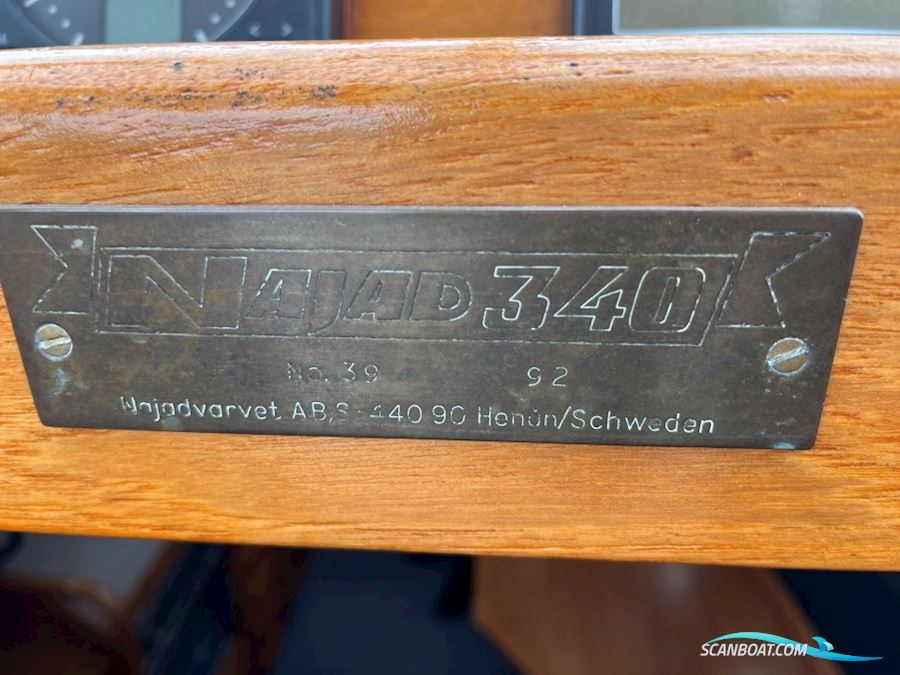 NAJAD 340
No. 39 92
Najadvarvet, AB, S-440 90 Henån/Schweden
SCANBOAT.COM